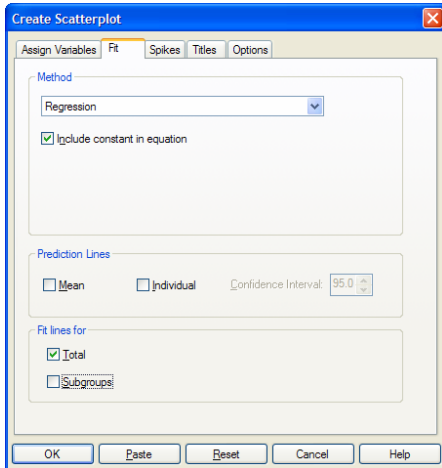 Create Scatterplot
Assign Variables Fit Spikes Titles Options
Method
Regression
Include constant in equation
Prediction Lines
Mean Individual Confidence Interval: 95.0
Fit lines for
Total
Subgroups
OK Paste Reset Cancel Help